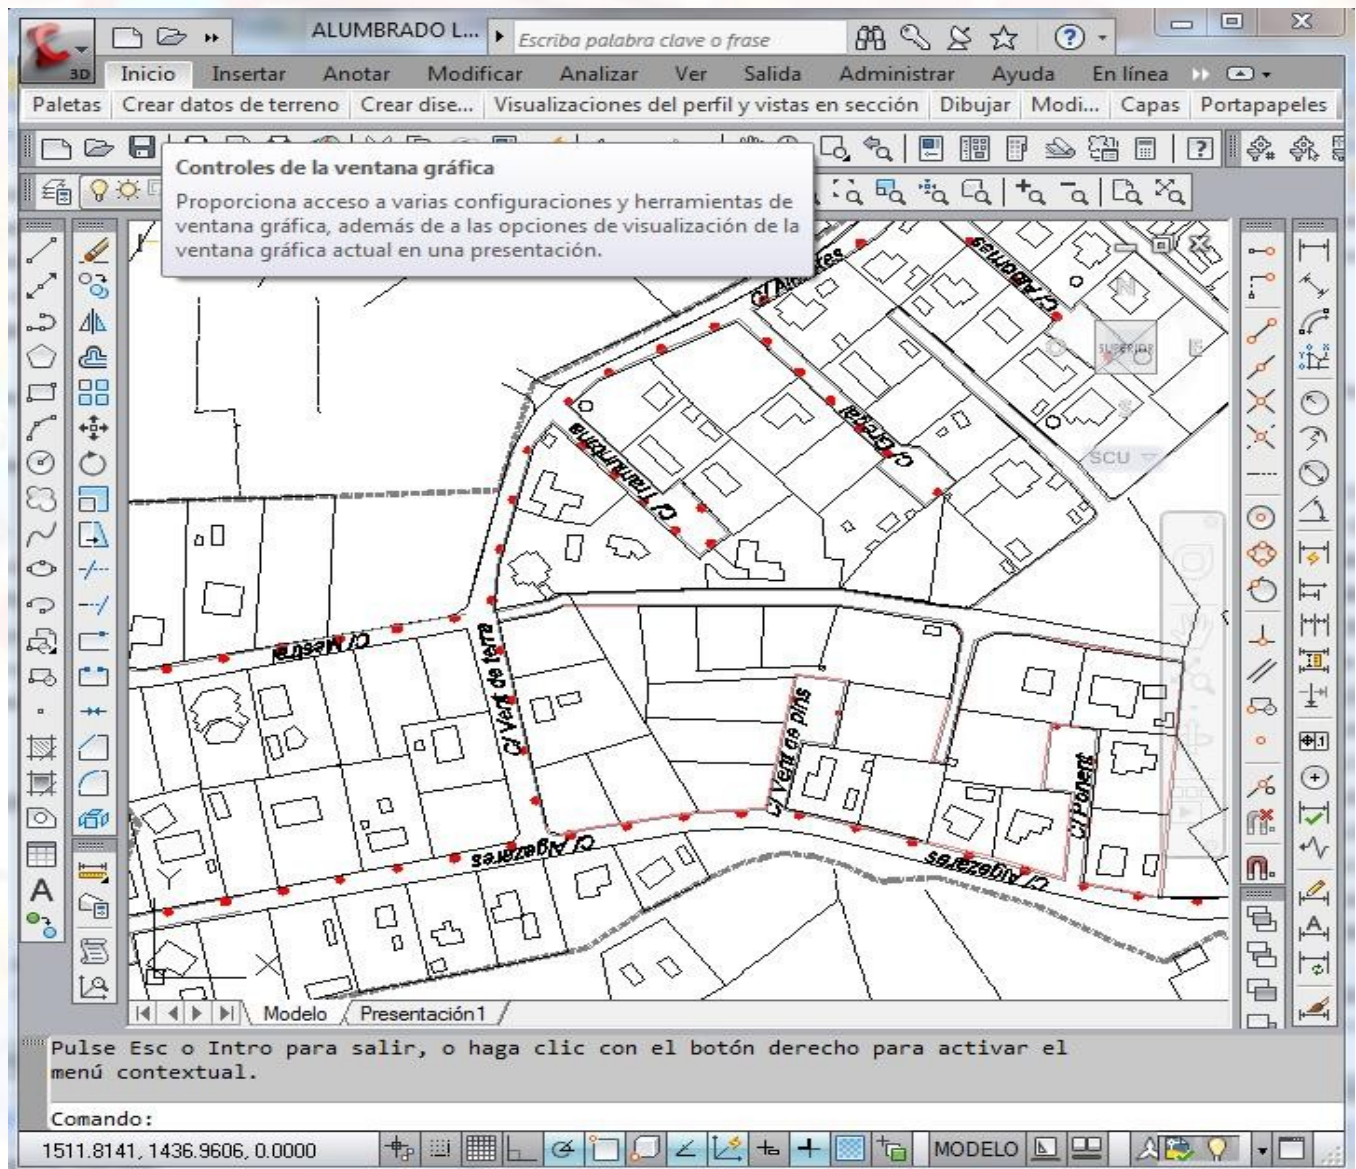 ALUMBRADO L...
Escriba palabra clave o frase
3D
Inicio Insertar Anotar Modificar Analizar Ver Salida Administrar Ayuda En línea
Paletas Crear datos de terreno Crear dise... Visualizaciones del perfil y vistas en sección Dibujar Modi... Capas Portapapeles
Controles de la ventana gráfica
Proporciona acceso a varias configuraciones y herramientas de
ventana gráfica, además de a las opciones de visualización de la
ventana gráfica actual en una presentación.
N
SUPERIOR
O
E
S
SCU
C/ Gregal
C/ Tramuntana
C/ Mestral
C/ Vent de terra
C/ Vent de pins
C/ Ponent
C/ Algezares
C/ Algezares
Y
X
A
A
.1
Modelo Presentación1
Pulse Esc o Intro para salir, o haga clic con el botón derecho para activar el
menú contextual.
Comando:
1511.8141, 1436.9606, 0.0000
MODELO